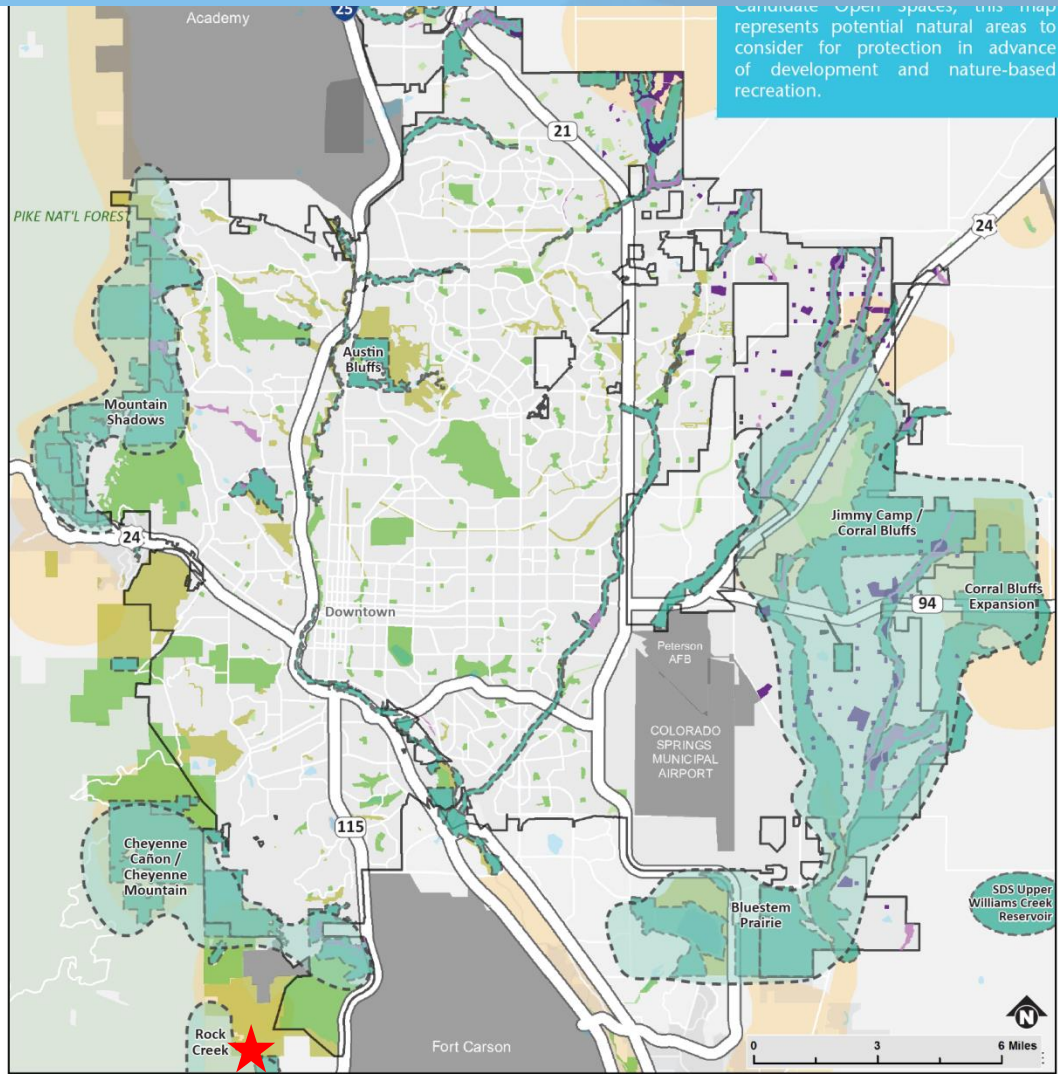 Candidate Open Spaces, this map
represents potential natural areas to
consider for protection in advance
of development and nature-based
recreation.
Academy
25
21
PIKE NAT'L FOREST
24
Austin
Bluffs
Mountain
Shadows
24
Jimmy Camp /
Corral Bluffs
Corral Bluffs
Expansion
94
Downtown
Peterson
AFB
COLORADO
SPRINGS
MUNICIPAL
AIRPORT
115
Cheyenne
Cañon /
Cheyenne
Mountain
Bluestem
Prairie
SDS Upper
Williams Creek
Reservoir
Rock
Creek
Fort Carson
N
0 3 6 Miles